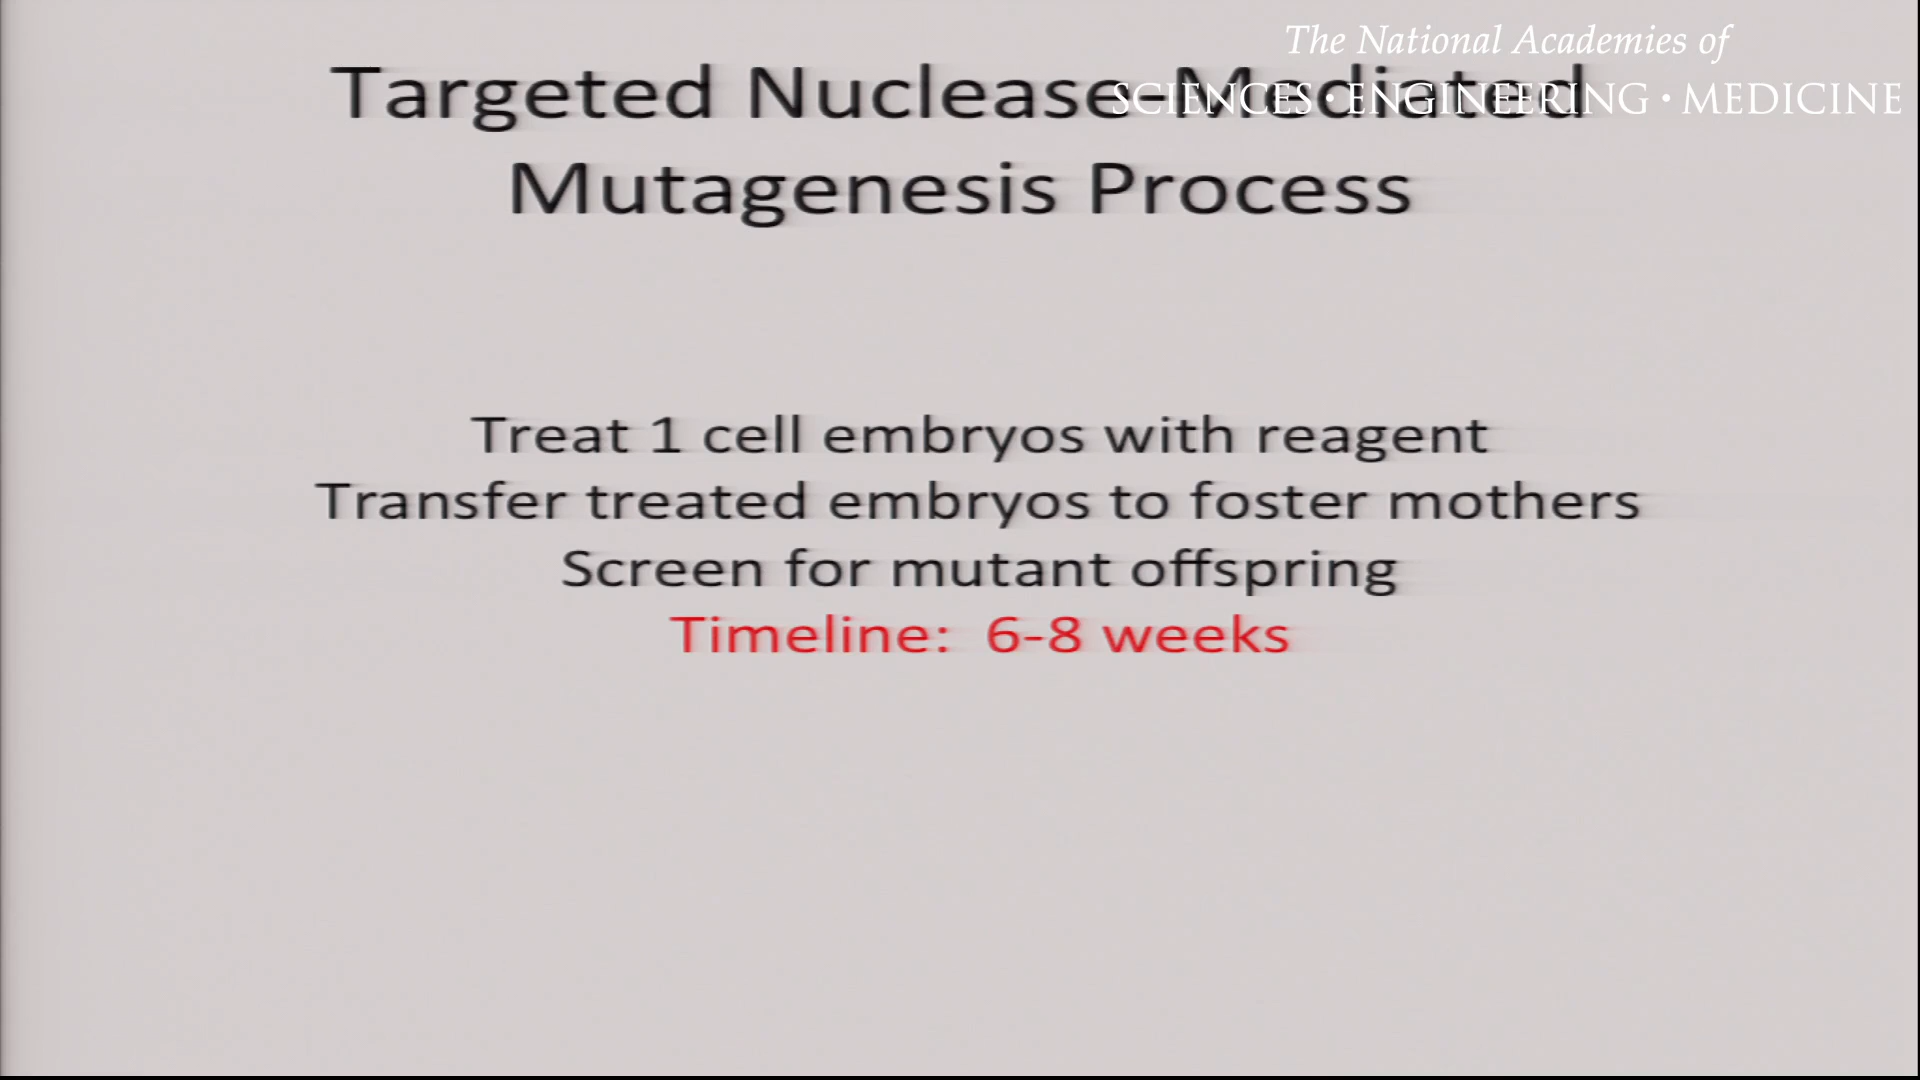 The National Academies of
SCIENCES • ENGINEERING • MEDICINE
Targeted Nuclease-Mediated
Mutagenesis Process
Treat 1 cell embryos with reagent
Transfer treated embryos to foster mothers
Screen for mutant offspring
Timeline:  6-8 weeks